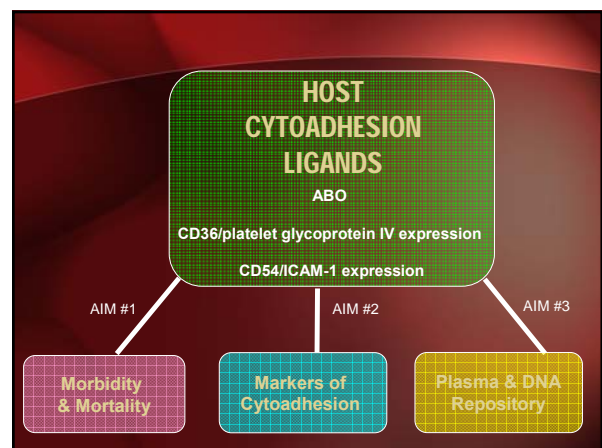 HOST
CYTOADHESION
LIGANDS
ABO
CD36/platelet glycoprotein IV expression
CD54/ICAM-1 expression
AIM #1
AIM #2
AIM #3
Morbidity
& Mortality
Markers of
Cytoadhesion
Plasma & DNA
Repository